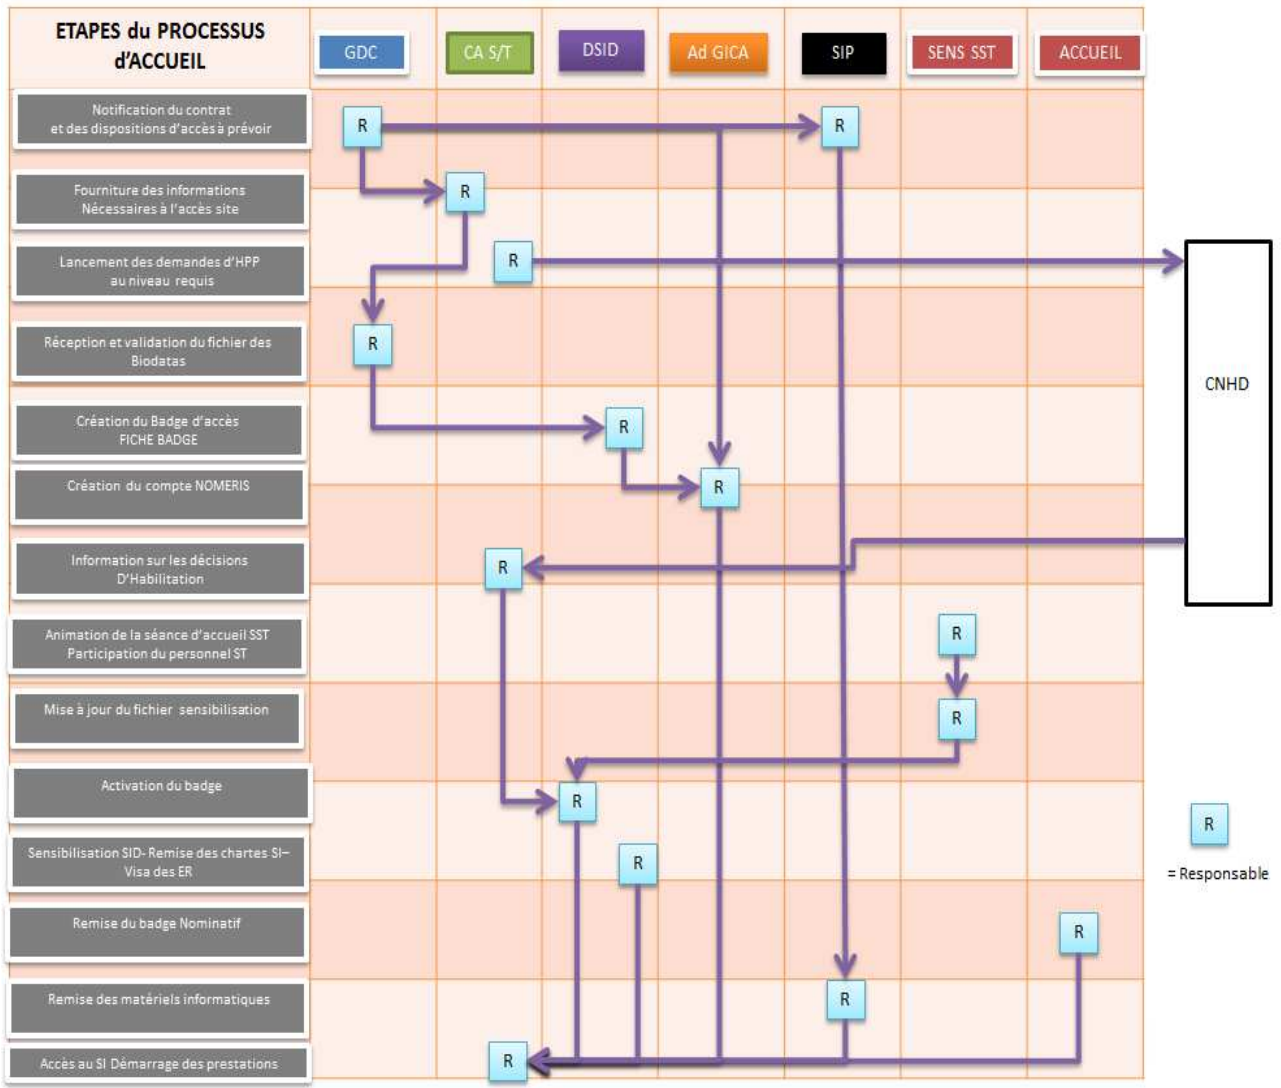 ETAPES du PROCESSUS
d'ACCUEIL
GDC
CA S/T
DSID
Ad GICA
SIP
SENS SST
ACCUEIL
Notification du contrat
et des dispositions d'accès à prévoir
R
R
Fourniture des informations
Nécessaires à l'accès site
R
Lancement des demandes d'HPP
au niveau requis
R
Réception et validation du fichier des
Biodatas
R
CNHD
Création du Badge d'accès
FICHE BADGE
R
Création du compte NOMERIS
R
Information sur les décisions
D'Habilitation
R
Animation de la séance d'accueil SST
Participation du personnel ST
R
Mise à jour du fichier sensibilisation
R
Activation du badge
R
R
= Responsable
Sensibilisation SID- Remise des chartes SI–
Visa des ER
R
Remise du badge Nominatif
R
Remise des matériels informatiques
R
Accès au SI Démarrage des prestations
R